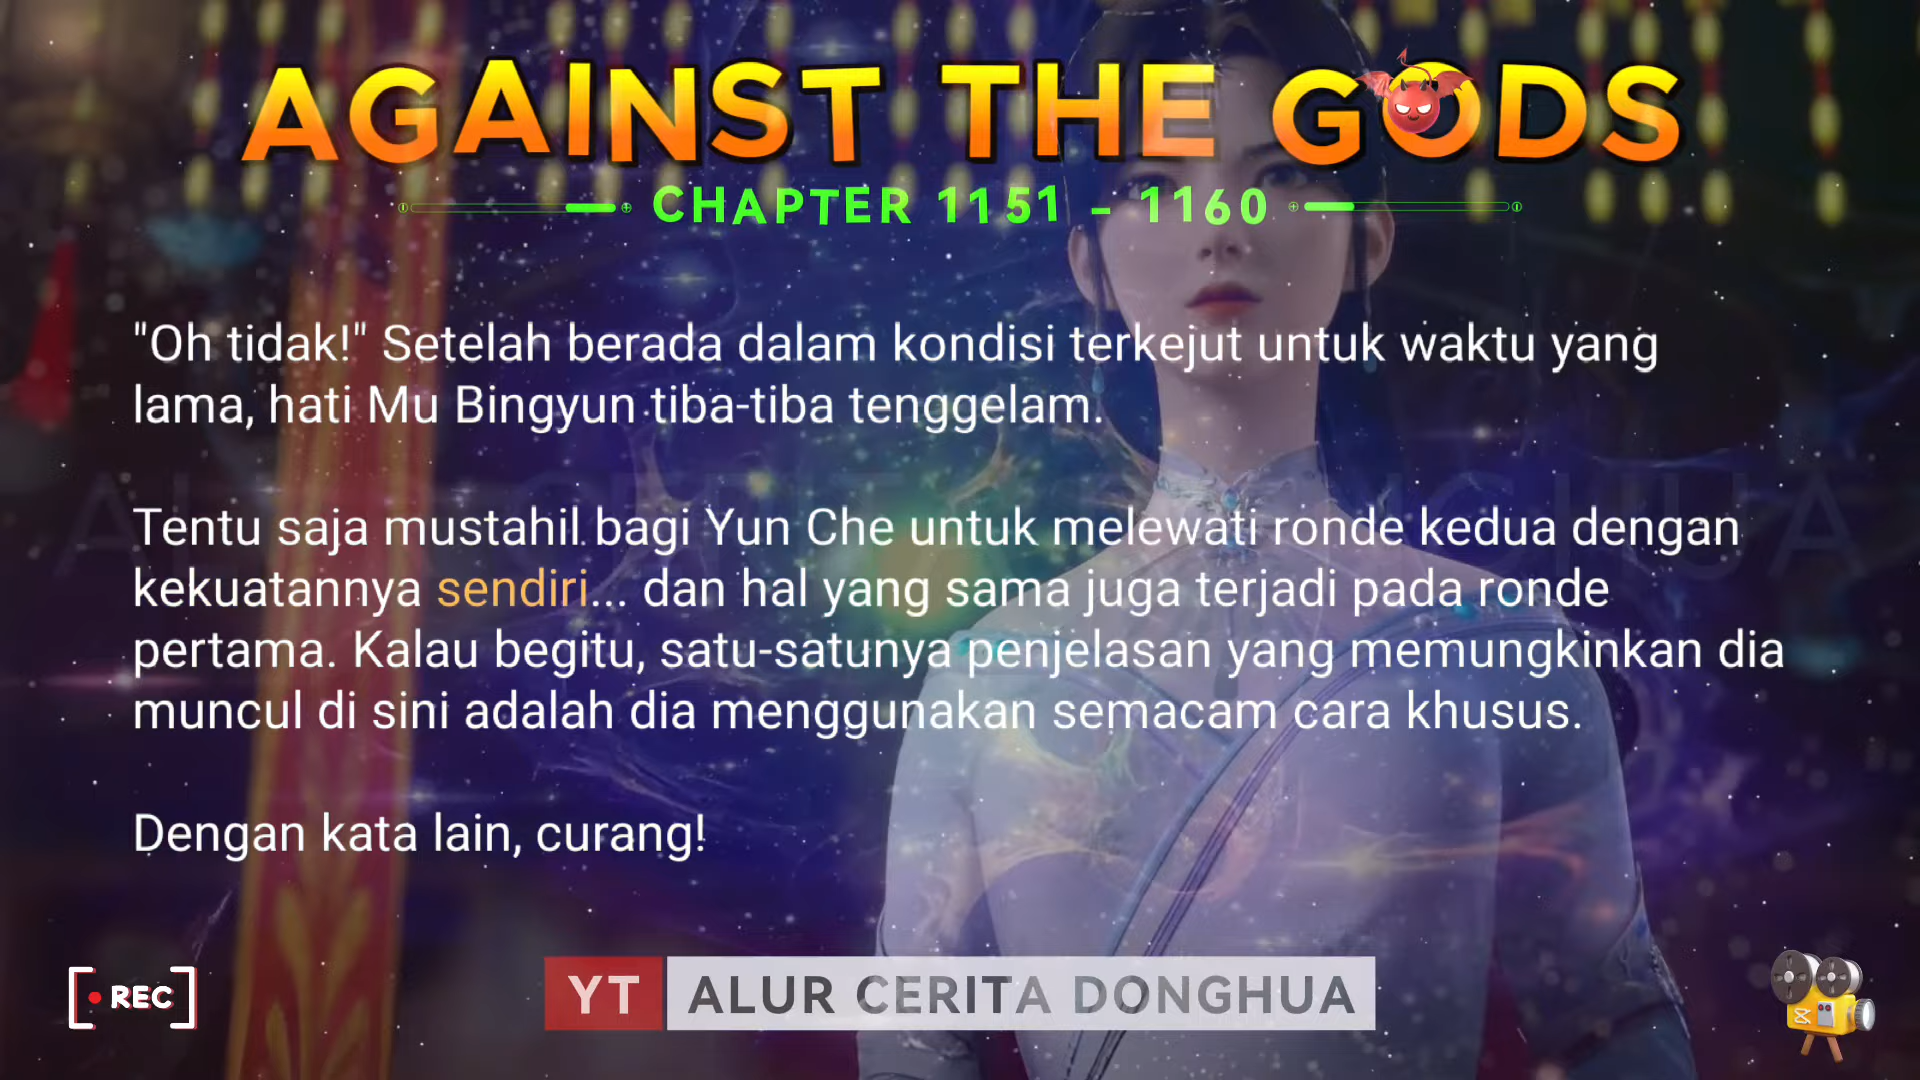 AGAINST THE GODS
CHAPTER 1151 - 1160
"Oh tidak!" Setelah berada dalam kondisi terkejut untuk waktu yang
lama, hati Mu Bingyun tiba-tiba tenggelam.
Tentu saja mustahil bagi Yun Che untuk melewati ronde kedua dengan
kekuatannya sendiri... dan hal yang sama juga terjadi pada ronde
pertama. Kalau begitu, satu-satunya penjelasan yang memungkinkan dia
muncul di sini adalah dia menggunakan semacam cara khusus.
Dengan kata lain, curang!
REC
YT ALUR CERITA DONGHUA